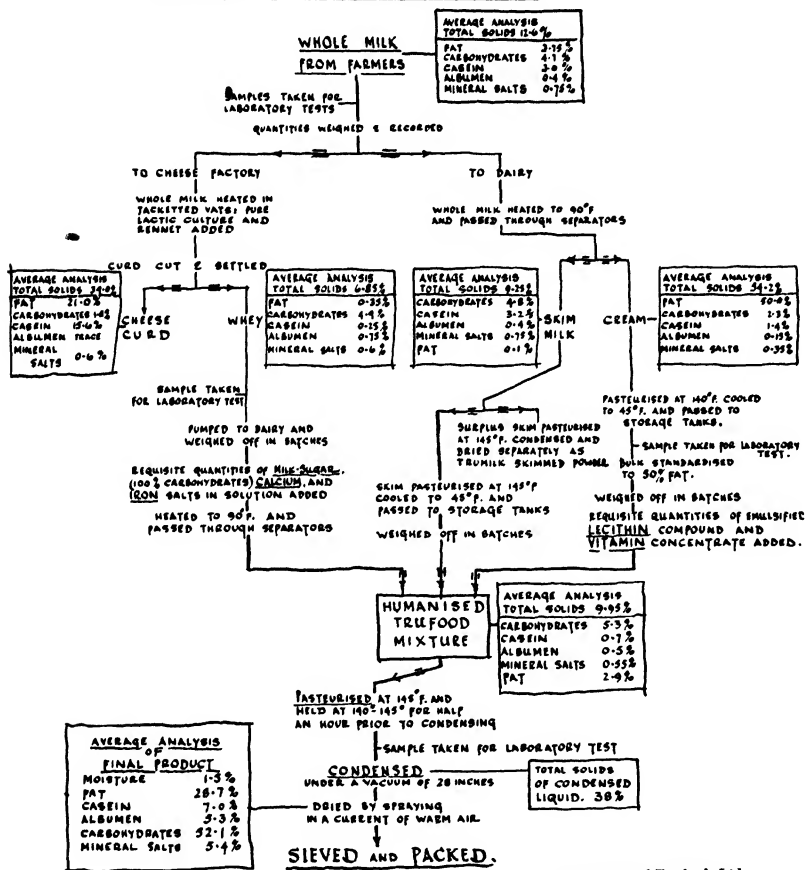 WHOLE MILK
FROM FARMERS
AVERAGE ANALYSIS
TOTAL SOLIDS 12.6%
FAT 3.75%
CARBOHYDRATES 4.7%
CASEIN 3.0%
ALBUMEN 0.4%
MINERAL SALTS 0.75%
SAMPLES TAKEN FOR
LABORATORY TESTS
QUANTITIES WEIGHED & RECORDED
TO CHEESE FACTORY
WHOLE MILK HEATED IN
JACKETTED VATS: PURE
LACTIC CULTURE AND
RENNET ADDED
CURD CUT & SETTLED
TO DAIRY
WHOLE MILK HEATED TO 90°F
AND PASSED THROUGH SEPARATORS
AVERAGE ANALYSIS
TOTAL SOLIDS
FAT 21.0%
CARBOHYDRATES
CASEIN 15.6%
ALBUMEN TRACE
MINERAL
SALTS 0.6%
CHEESE
CURD
WHEY
AVERAGE ANALYSIS
TOTAL SOLIDS 6.85%
FAT 0.35%
CARBOHYDRATES 4.9%
CASEIN 0.25%
ALBUMEN 0.75%
MINERAL SALTS 0.6%
AVERAGE ANALYSIS
TOTAL SOLIDS 9.25%
CARBOHYDRATES 4.8%
CASEIN 3.2%
ALBUMEN 0.4%
MINERAL SALTS 0.75%
FAT 0.1%
SKIM
MILK
CREAM
AVERAGE ANALYSIS
TOTAL SOLIDS 54.2%
FAT 50.0%
CARBOHYDRATES 2.3%
CASEIN 1.4%
ALBUMEN 0.15%
MINERAL SALTS 0.35%
SAMPLE TAKEN
FOR LABORATORY TEST
PUMPED TO DAIRY AND
WEIGHED OFF IN BATCHES
REQUISITE QUANTITIES OF MILK-SUGAR,
(100% CARBOHYDRATES) CALCIUM, AND
IRON SALTS IN SOLUTION ADDED
HEATED TO 90°F. AND
PASSED THROUGH SEPARATORS
SURPLUS SKIM PASTEURISED
AT 145°F. CONDENSED AND
DRIED SEPARATELY AS
TRUMILK SKIMMED POWDER
SKIM PASTEURISED AT 145°F
COOLED TO 45°F. AND
PASSED TO STORAGE TANKS
WEIGHED OFF IN BATCHES
PASTEURISED AT 140°F. COOLED
TO 45°F. AND PASSED TO
STORAGE TANKS.
SAMPLE TAKEN FOR LABORATORY
TEST.
BULK STANDARDISED
TO 50% FAT.
WEIGHED OFF IN BATCHES
REQUISITE QUANTITIES OF EMULSIFIED
LECITHIN COMPOUND AND
VITAMIN CONCENTRATE ADDED.
HUMANISED
TRUFOOD
MIXTURE
AVERAGE ANALYSIS
TOTAL SOLIDS 9.95%
CARBOHYDRATES 5.3%
CASEIN 0.7%
ALBUMEN 0.5%
MINERAL SALTS 0.55%
FAT 2.9%
PASTEURISED AT 145°F. AND
HELD AT 140°-145° FOR HALF
AN HOUR PRIOR TO CONDENSING
SAMPLE TAKEN FOR LABORATORY TEST
CONDENSED
UNDER A VACUUM OF 28 INCHES
TOTAL SOLIDS
OF CONDENSED
LIQUID. 38%
DRIED BY SPRAYING
IN A CURRENT OF WARM AIR.
AVERAGE ANALYSIS
OF
FINAL PRODUCT
MOISTURE 1.5%
FAT 28.7%
CASEIN 7.0%
ALBUMEN 5.3%
CARBOHYDRATES 52.1%
MINERAL SALTS 5.4%
SIEVED AND PACKED.